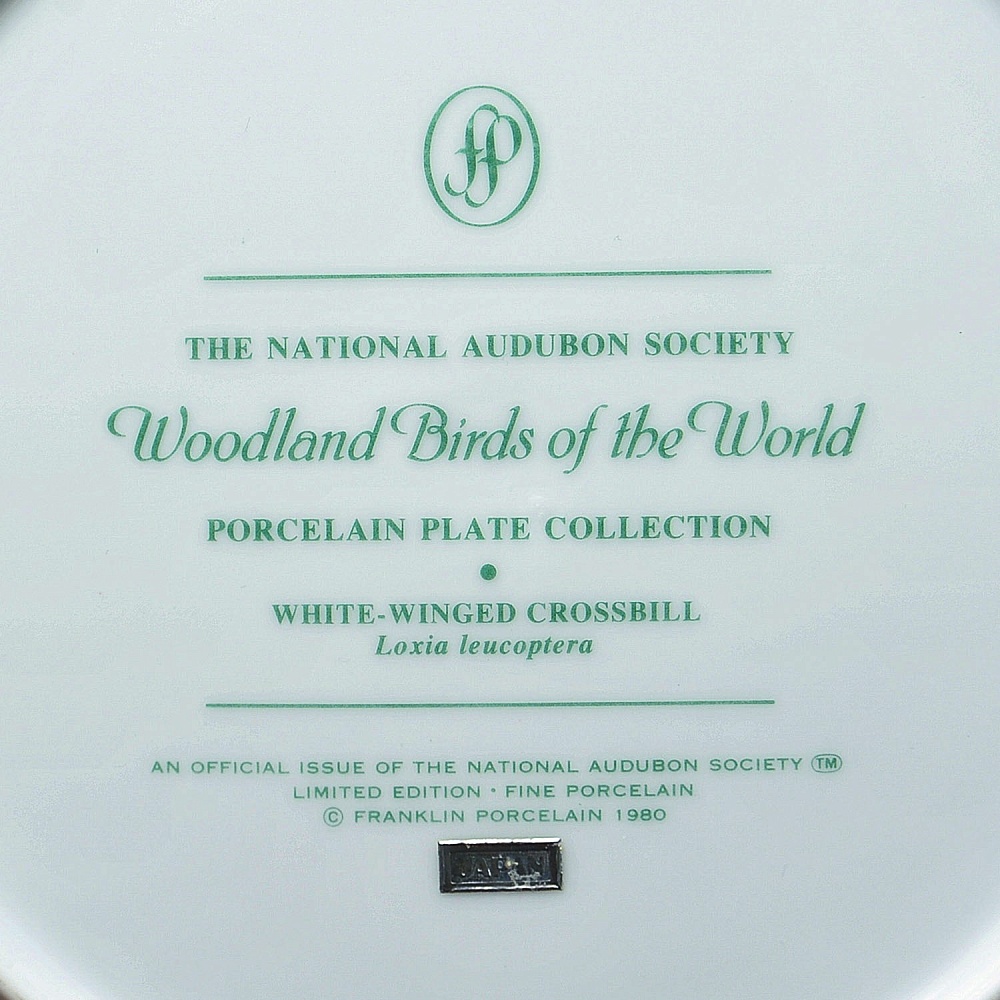 FP
THE NATIONAL AUDUBON SOCIETY
Woodland Birds of the World
PORCELAIN PLATE COLLECTION
•
WHITE-WINGED CROSSBILL
Loxia leucoptera
AN OFFICIAL ISSUE OF THE NATIONAL AUDUBON SOCIETY ™
LIMITED EDITION · FINE PORCELAIN
© FRANKLIN PORCELAIN 1980
JAPAN